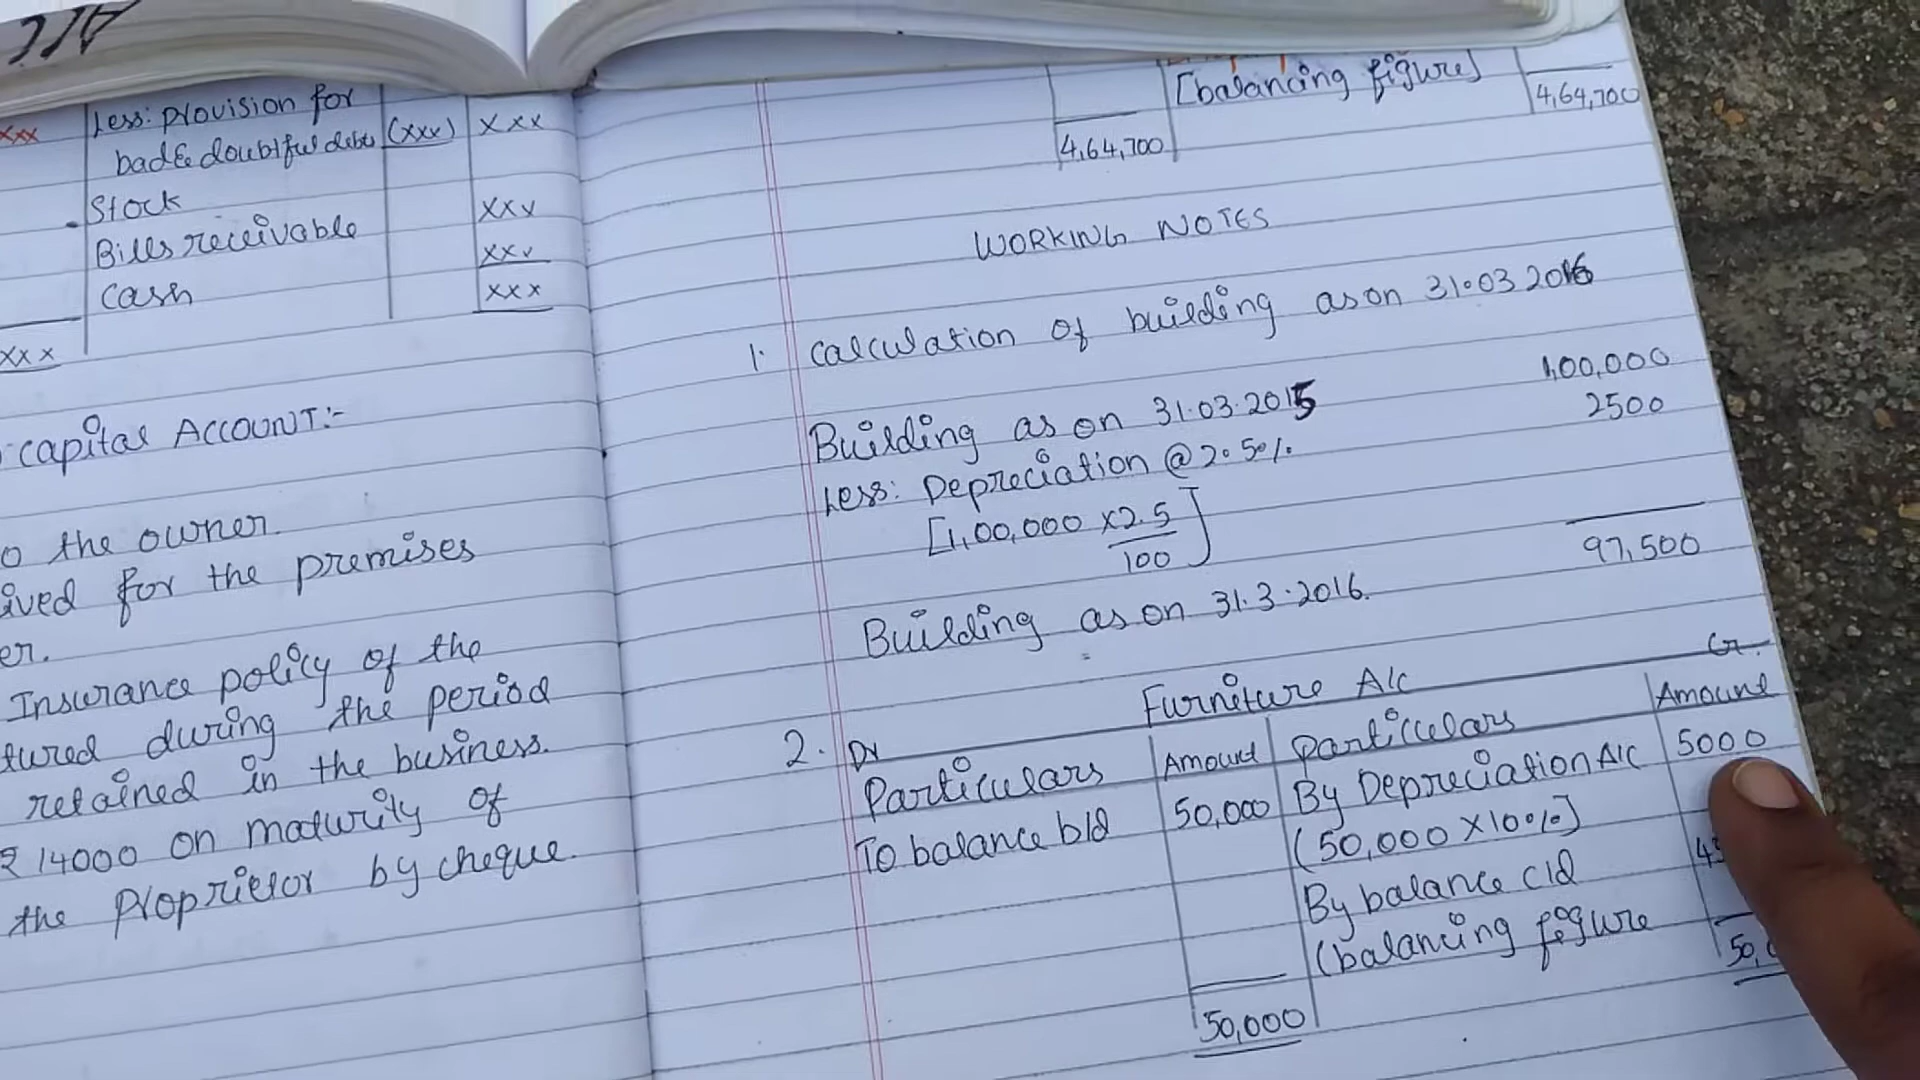 xxx
Less: Provision for
bad & doubtful debts (xxx) xxx
Stock xxx
Bills receivable xxx
Cash xxx
xxx
capital ACCOUNT:-
the owner.
for the premises
er.
Insurance policy of the
during the period
retained in the business.
₹ 14000 on maturity of
the Proprietor by cheque.
[balancing figure]
4,64,700 4,64,700
WORKING NOTES
1. Calculation of building as on 31.03 2016
Building as on 31.03.2015 1,00,000
Less: Depreciation @ 2.5% 2500
[1,00,000 x 2.5
100]
97,500
Building as on 31.3.2016.
Cr.
2. Dr Furniture A/c
Particulars Amount Particulars Amount
To balance b/d 50,000 By Depreciation A/c 5000
(50,000 X 10%]
By balance c/d
(balancing figure
50,000